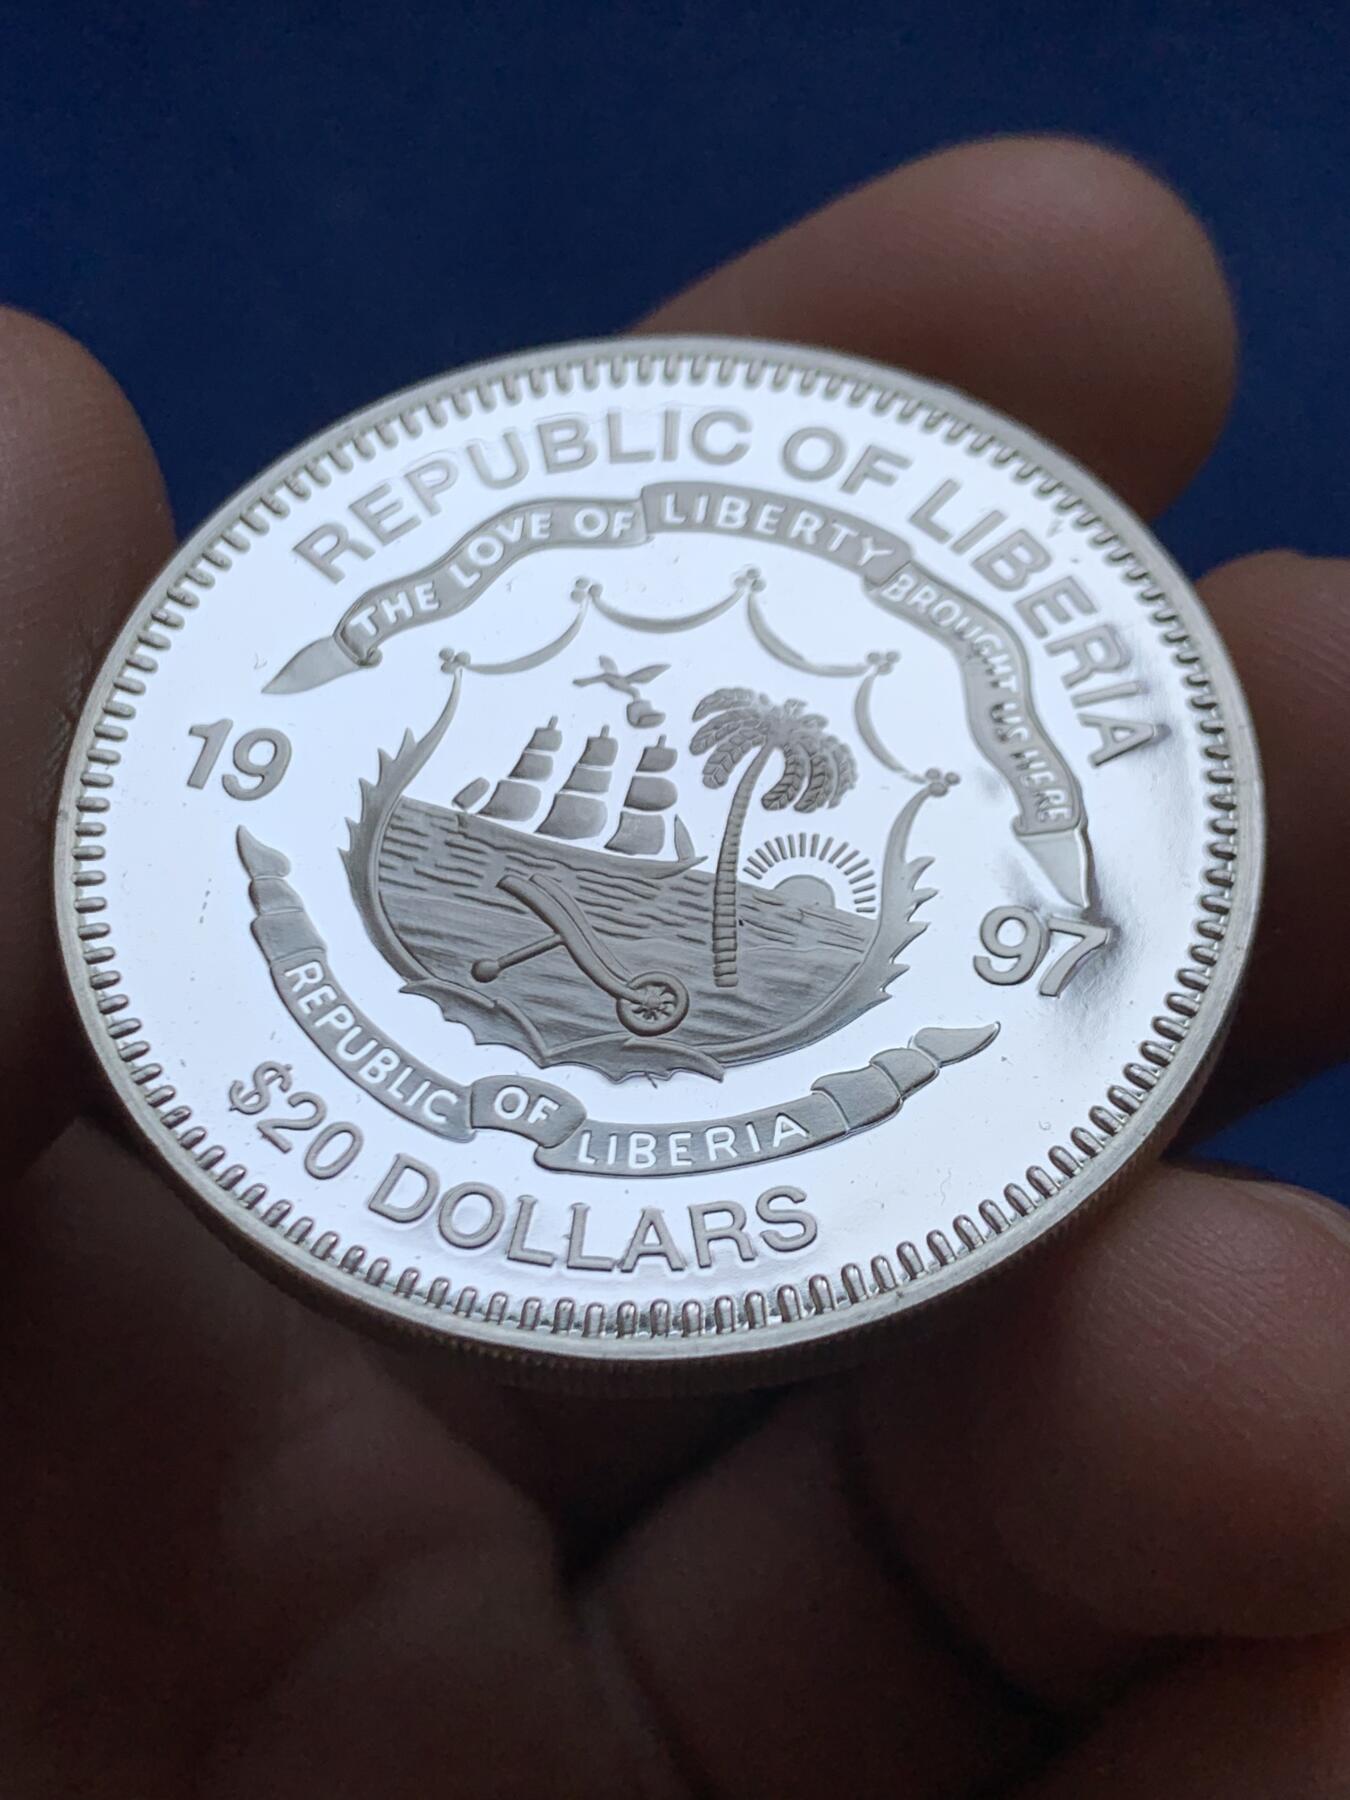 REPUBLIC OF LIBERIA
THE LOVE OF LIBERTY BROUGHT US HERE
19 97
REPUBLIC OF LIBERIA
$20 DOLLARS